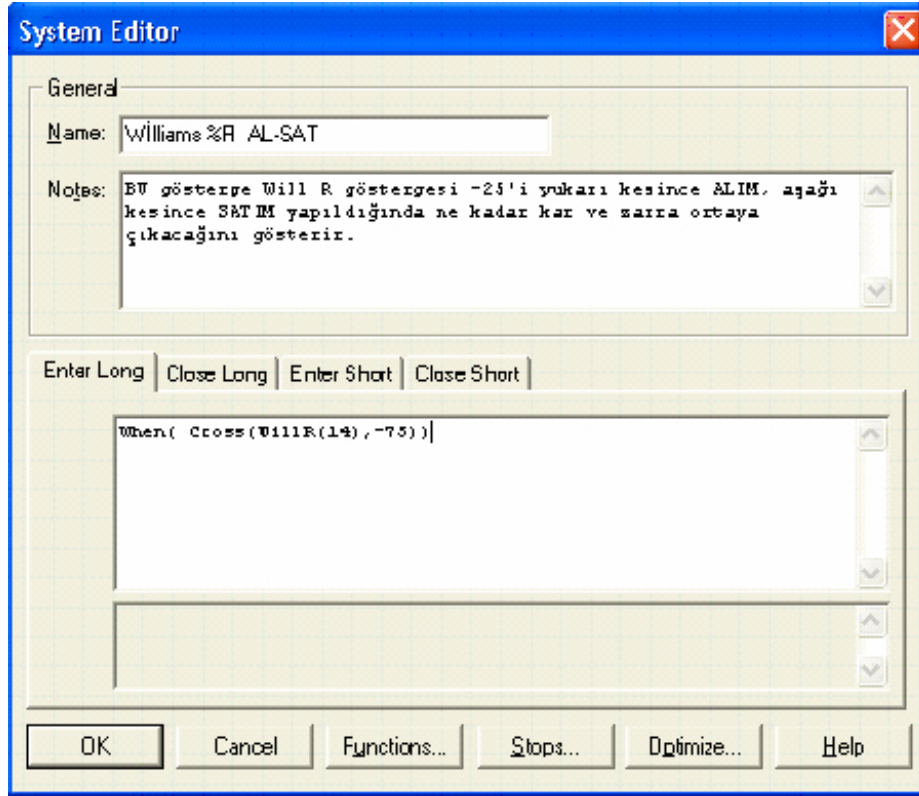 System Editor
General
Name: Wİlliams %R AL-SAT
Notes: BU gösterge Will R göstergesi -25'i yukarı kesince ALIM, aşağı
kesince SATIM yapıldığında ne kadar kar ve zarra ortaya
çıkacağını gösterir.
Enter Long Close Long Enter Short Close Short
When( Cross(WillR(14),-75))
OK Cancel Functions... Stops... Optimize... Help